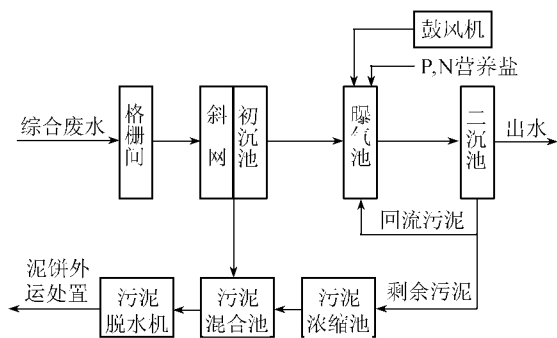 鼓风机
P,N营养盐
综合废水
格栅间
斜网
初沉池
曝气池
二沉池
出水
回流污泥
泥饼外
运处置
污泥
脱水机
污泥
混合池
污泥
浓缩池
剩余污泥